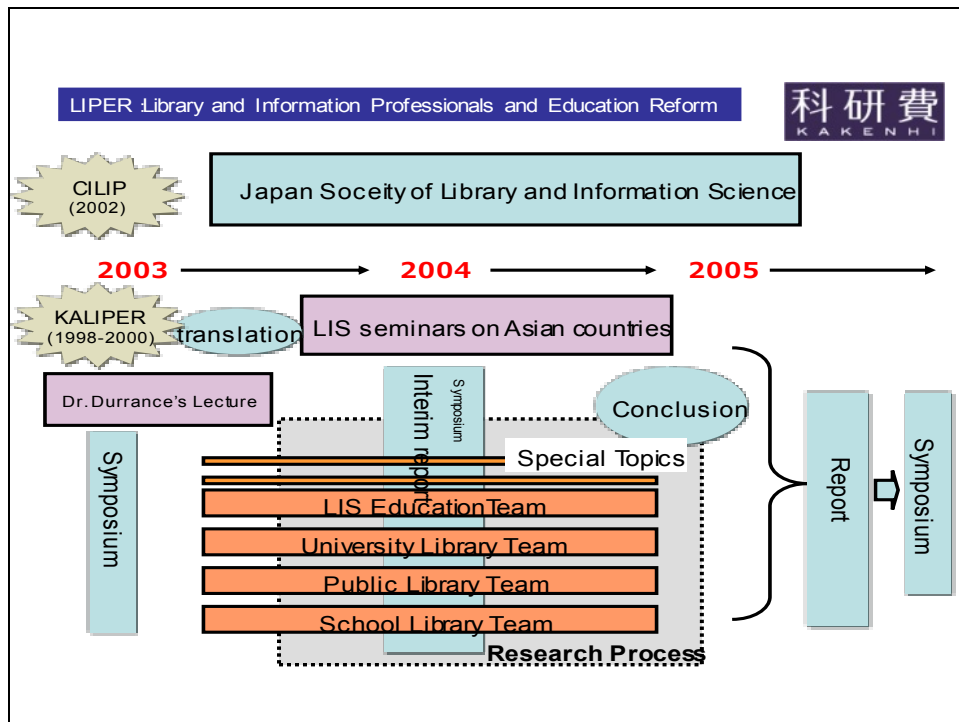 LIPER :Library and Information Professionals and Education Reform
科研費
KAKENHI
CILIP
(2002)
Japan Soceity of Library and Information Science
2003
2004
2005
KALIPER
(1998-2000)
translation
LIS seminars on Asian countries
Dr.Durrance's Lecture
Symposium
Interim report
Symposium
Conclusion
Special Topics
LIS EducationTeam
University Library Team
Public Library Team
School Library Team
Research Process
Report
Symposium